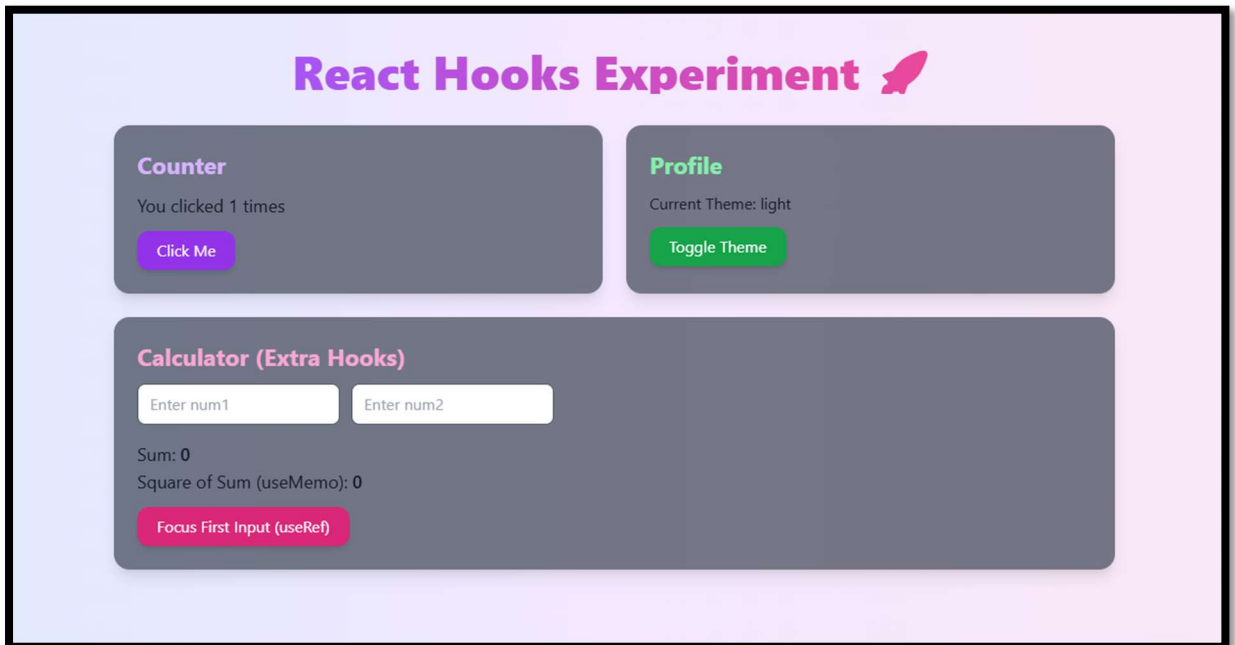 React Hooks Experiment 🚀
Counter
You clicked 1 times
Click Me
Profile
Current Theme: light
Toggle Theme
Calculator (Extra Hooks)
Enter num1
Enter num2
Sum: 0
Square of Sum (useMemo): 0
Focus First Input (useRef)